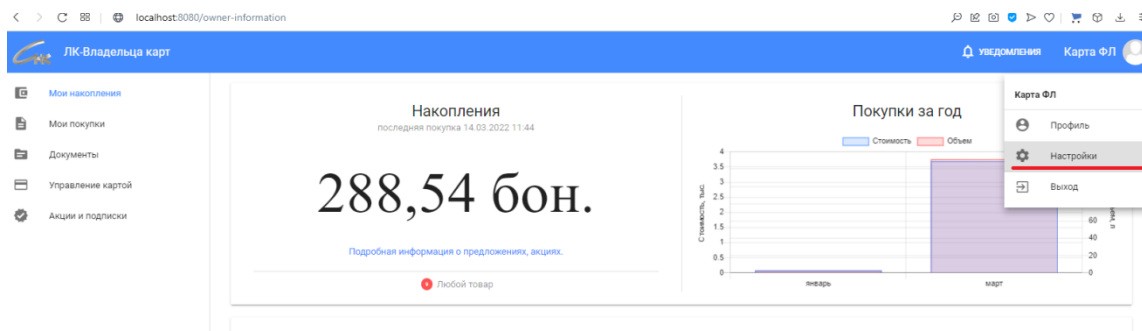 localhost:8080/owner-information
ЛК-Владельца карт
УВЕДОМЛЕНИЯ
Карта ФЛ
Мои накопления
Мои покупки
Документы
Управление картой
Акции и подписки
Накопления
последняя покупка 14.03.2022 11:44
288,54 бон.
Подробная информация о предложениях, акциях.
Любой товар
Покупки за год
Стоимость
Объем
Стоимость, тыс.
4
3.5
3
2.5
2
1.5
1
0.5
0
январь
март
60
40
20
0
Карта ФЛ
Профиль
Настройки
Выход